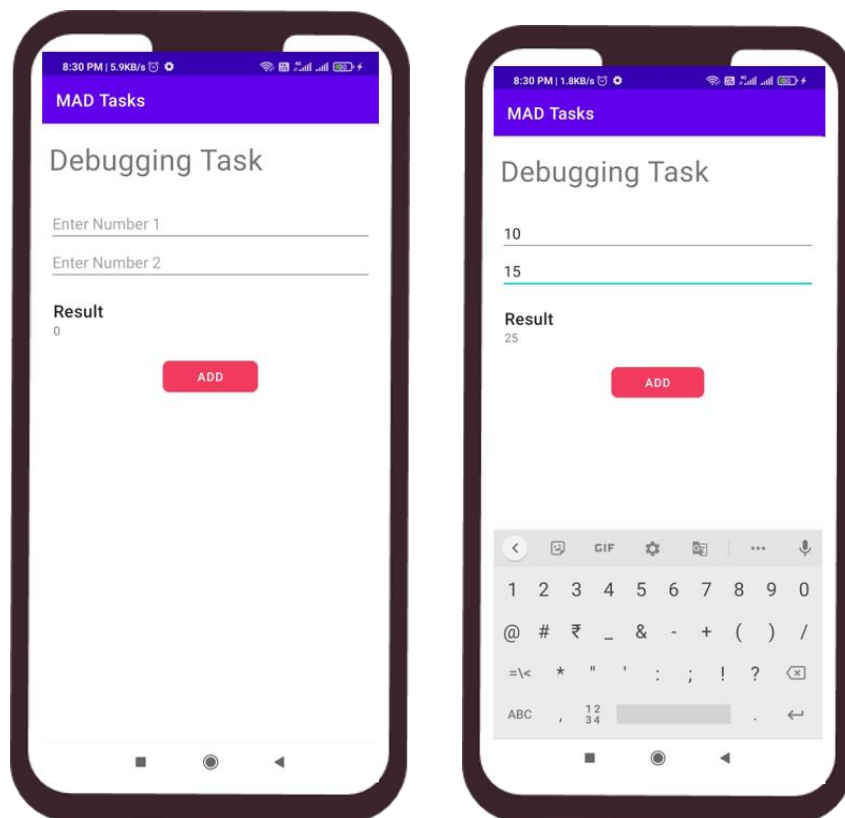 8:30 PM | 5.9KB/s
MAD Tasks
Debugging Task
Enter Number 1
Enter Number 2
Result
0
ADD
8:30 PM | 1.8KB/s
MAD Tasks
Debugging Task
10
15
Result
25
ADD
GIF
1 2 3 4 5 6 7 8 9 0
@ # ₹ _ & - + ( ) /
=\< * " ' : ; ! ?
ABC , 12 34 .